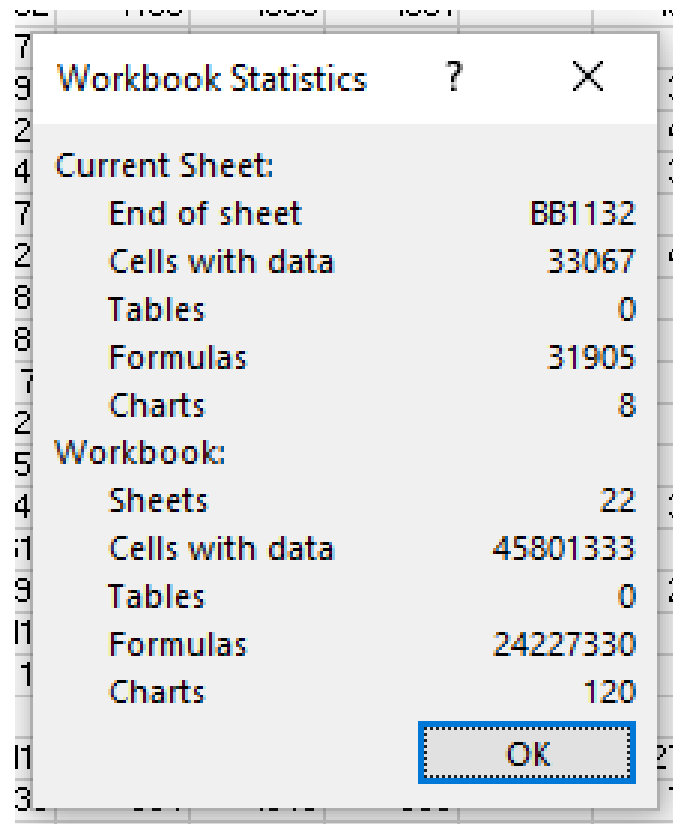 Workbook Statistics ?
Current Sheet:
End of sheet BB1132
Cells with data 33067
Tables 0
Formulas 31905
Charts 8
Workbook:
Sheets 22
Cells with data 45801333
Tables 0
Formulas 24227330
Charts 120
OK